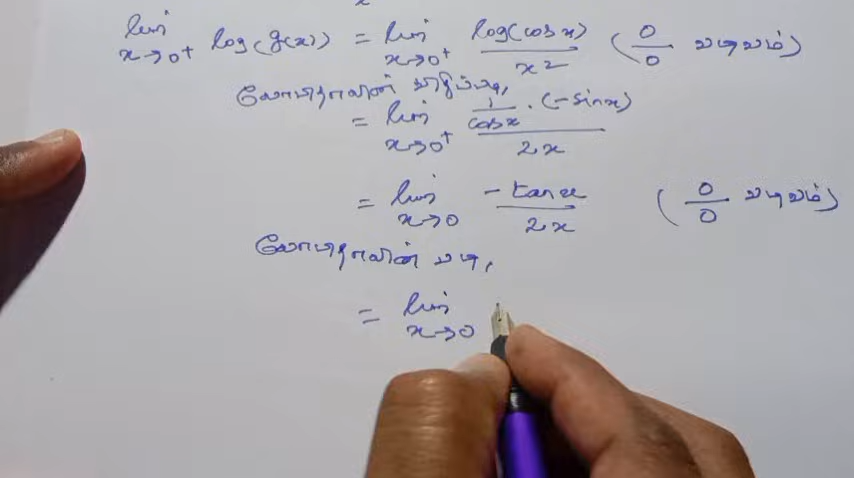 lim x→0⁺ log(g(x)) = lim x→0⁺ log(cos x) / x² ( 0/0 வடிவம்)
லோபிதாலின் விதிப்படி,
= lim x→0⁺ 1/cos x · (-sin x) / 2x
= lim x→0 -tan x / 2x ( 0/0 வடிவம்)
லோபிதாலின் படி,
= lim x→0